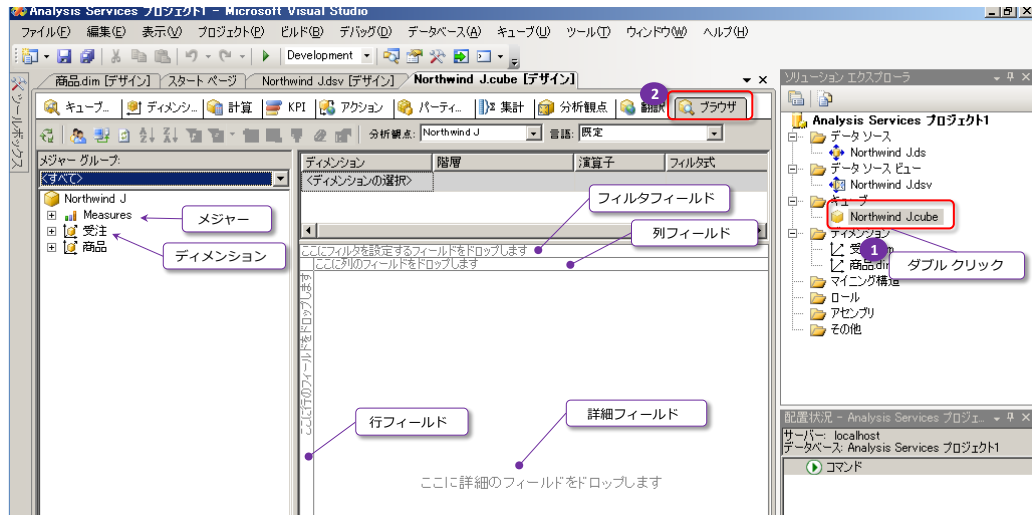 Analysis Services プロジェクト1 - Microsoft Visual Studio
ファイル(F) 編集(E) 表示(V) プロジェクト(P) ビルド(B) デバッグ(D) データベース(A) キューブ(U) ツール(T) ウィンドウ(W) ヘルプ(H)
Development
商品.dim [デザイン] スタート ページ Northwind J.dsv [デザイン] Northwind J.cube [デザイン]
キューブ... ディメンシ... 計算 KPI アクション パーティ... 集計 分析観点 翻訳 ブラウザ
2
分析観点: Northwind J 言語: 既定
ツールボックス
メジャー グループ:
<すべて>
Northwind J
Measures
受注
商品
メジャー
ディメンション
ディメンション 階層 演算子 フィルタ式
<ディメンションの選択>
フィルタフィールド
列フィールド
ここにフィルタを設定するフィールドをドロップします
ここに列のフィールドをドロップします
ここに行のフィールドをドロップします
行フィールド
詳細フィールド
ここに詳細のフィールドをドロップします
ソリューション エクスプローラ
Analysis Services プロジェクト1
データ ソース
Northwind J.ds
データ ソース ビュー
Northwind J.dsv
キューブ
Northwind J.cube
ディメンション
1
商品.di
ダブル クリック
マイニング構造
ロール
アセンブリ
その他
配置状況 - Analysis Services プロジェ...
サーバー: localhost
データベース: Analysis Services プロジェクト1
コマンド